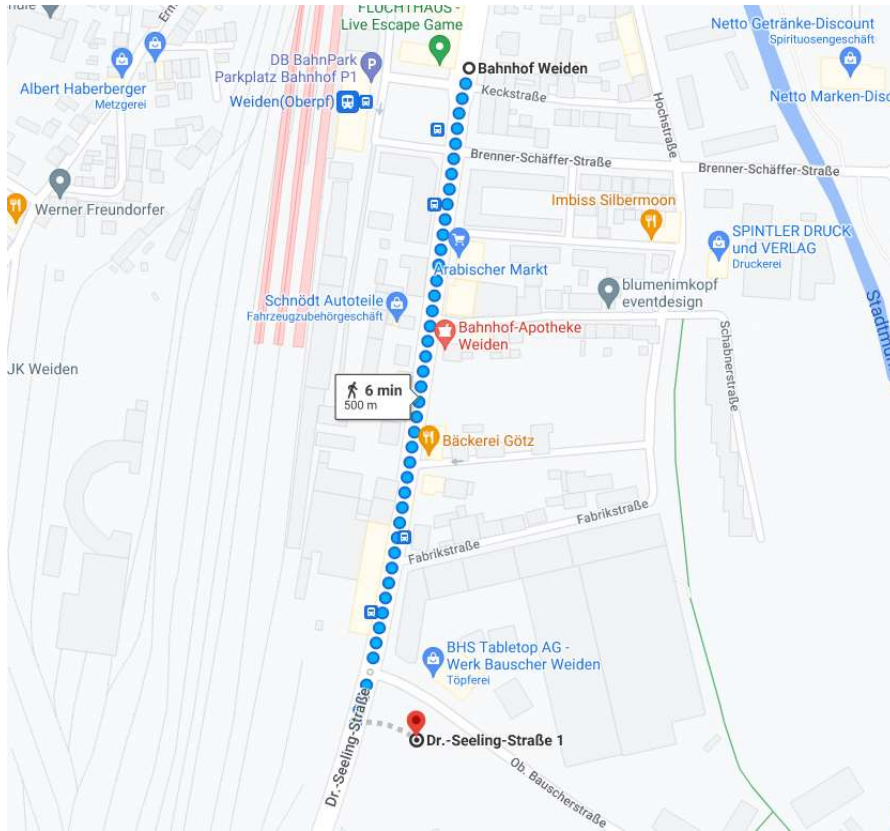 FLUCHTHAUS -
Live Escape Game
Bahnhof Weiden
Netto Getränke-Discount
Spirituosengeschäft
DB BahnPark
Parkplatz Bahnhof P1
P
Albert Haberberger
Metzgerei
Weiden(Oberpf)
Keckstraße
Hochstraße
Netto Marken-Disc
Brenner-Schäffer-Straße
Brenner-Schäffer-Straße
Werner Freundorfer
Imbiss Silbermoon
SPINTLER DRUCK
und VERLAG
Druckerei
Arabischer Markt
blumenimkopf
eventdesign
Schnödt Autoteile
Fahrzeugzubehörgeschäft
Stadtmüh
Bahnhof-Apotheke
Weiden
Schabnerstraße
JK Weiden
6 min
500 m
Bäckerei Götz
Fabrikstraße
Fabrikstraße
BHS Tabletop AG -
Werk Bauscher Weiden
Töpferei
Dr.-Seeling-Straße
Dr.-Seeling-Straße 1
Ob. Bauscherstraße